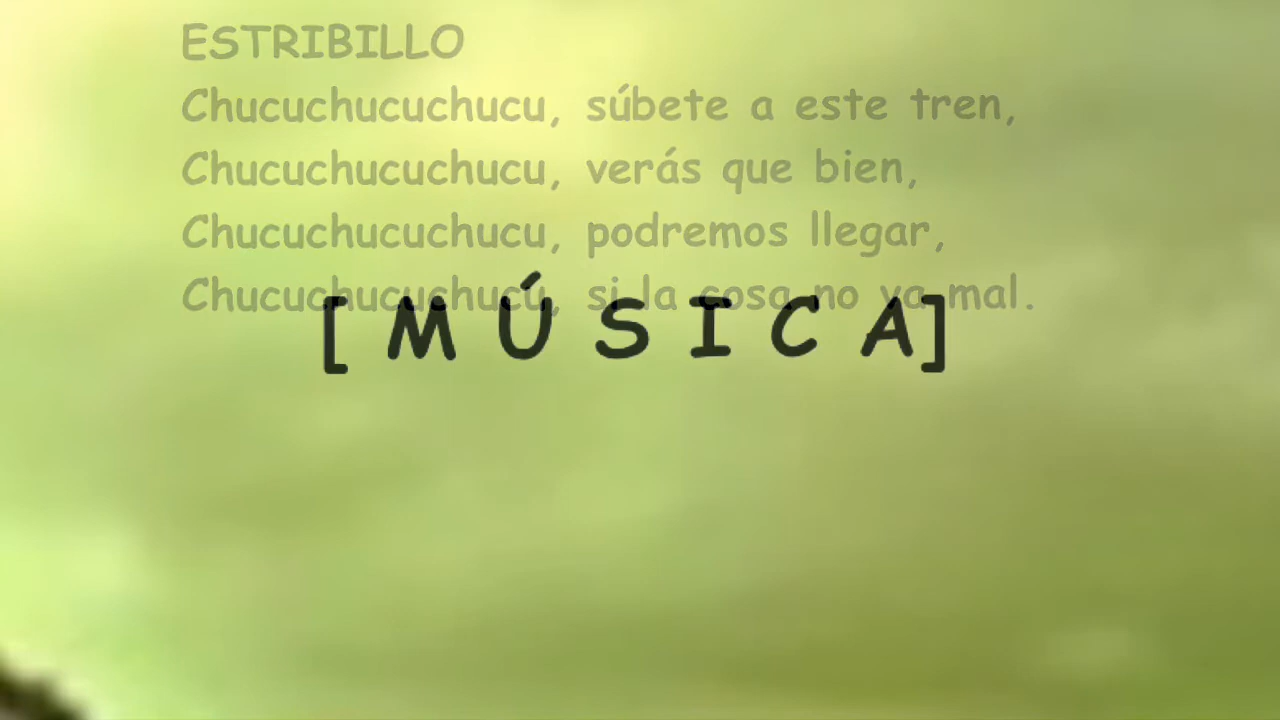 ESTRIBILLO
Chucuchucuchucu, súbete a este tren,
Chucuchucuchucu, verás que bien,
Chucuchucuchucu, podremos llegar,
Chucuchucuchucu, si la cosa no va mal.
[ M Ú S I C A]